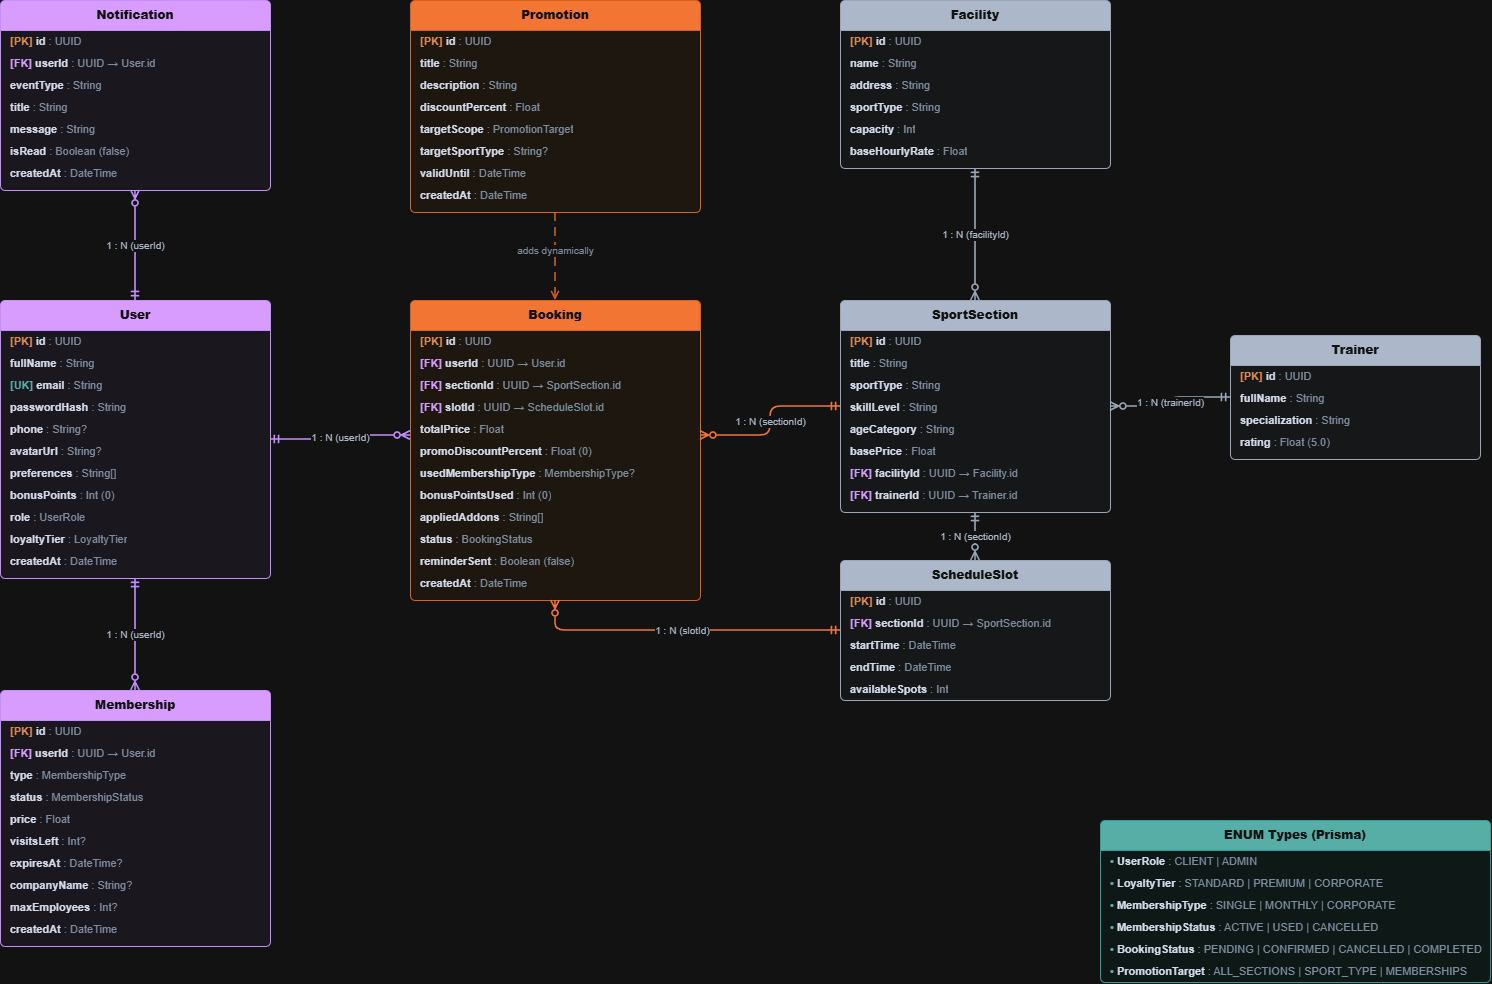 Notification
[PK] id : UUID
[FK] userId : UUID → User.id
eventType : String
title : String
message : String
isRead : Boolean (false)
createdAt : DateTime
Promotion
[PK] id : UUID
title : String
description : String
discountPercent : Float
targetScope : PromotionTarget
targetSportType : String?
validUntil : DateTime
createdAt : DateTime
Facility
[PK] id : UUID
name : String
address : String
sportType : String
capacity : Int
baseHourlyRate : Float
1 : N (userId)
adds dynamically
1 : N (facilityId)
User
[PK] id : UUID
fullName : String
[UK] email : String
passwordHash : String
phone : String?
avatarUrl : String?
preferences : String[]
bonusPoints : Int (0)
role : UserRole
loyaltyTier : LoyaltyTier
createdAt : DateTime
1 : N (userId)
Booking
[PK] id : UUID
[FK] userId : UUID → User.id
[FK] sectionId : UUID → SportSection.id
[FK] slotId : UUID → ScheduleSlot.id
totalPrice : Float
promoDiscountPercent : Float (0)
usedMembershipType : MembershipType?
bonusPointsUsed : Int (0)
appliedAddons : String[]
status : BookingStatus
reminderSent : Boolean (false)
createdAt : DateTime
1 : N (sectionId)
SportSection
[PK] id : UUID
title : String
sportType : String
skillLevel : String
ageCategory : String
basePrice : Float
[FK] facilityId : UUID → Facility.id
[FK] trainerId : UUID → Trainer.id
1 : N (trainerId)
Trainer
[PK] id : UUID
fullName : String
specialization : String
rating : Float (5.0)
1 : N (sectionId)
1 : N (userId)
1 : N (slotId)
ScheduleSlot
[PK] id : UUID
[FK] sectionId : UUID → SportSection.id
startTime : DateTime
endTime : DateTime
availableSpots : Int
Membership
[PK] id : UUID
[FK] userId : UUID → User.id
type : MembershipType
status : MembershipStatus
price : Float
visitsLeft : Int?
expiresAt : DateTime?
companyName : String?
maxEmployees : Int?
createdAt : DateTime
ENUM Types (Prisma)
• UserRole : CLIENT | ADMIN
• LoyaltyTier : STANDARD | PREMIUM | CORPORATE
• MembershipType : SINGLE | MONTHLY | CORPORATE
• MembershipStatus : ACTIVE | USED | CANCELLED
• BookingStatus : PENDING | CONFIRMED | CANCELLED | COMPLETED
• PromotionTarget : ALL_SECTIONS | SPORT_TYPE | MEMBERSHIPS